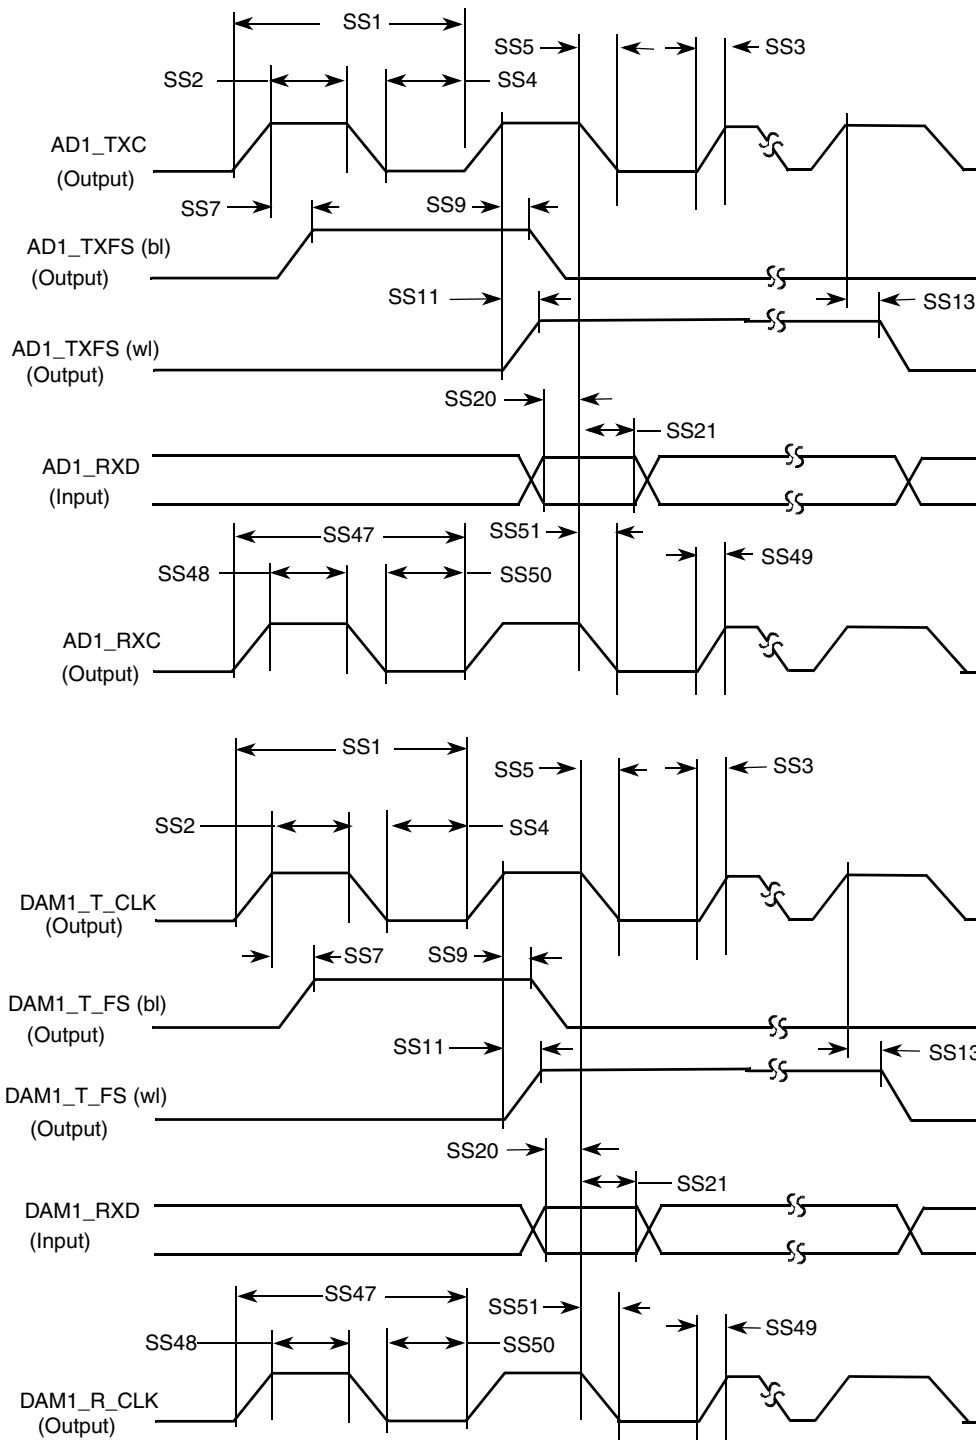 SS1
SS5
SS3
SS2
SS4
AD1_TXC
(Output)
SS7
SS9
AD1_TXFS (bl)
(Output)
SS11
SS13
AD1_TXFS (wl)
(Output)
SS20
SS21
AD1_RXD
(Input)
SS47
SS51
SS49
SS48
SS50
AD1_RXC
(Output)
SS1
SS5
SS3
SS2
SS4
DAM1_T_CLK
(Output)
SS7
SS9
DAM1_T_FS (bl)
(Output)
SS11
SS13
DAM1_T_FS (wl)
(Output)
SS20
SS21
DAM1_RXD
(Input)
SS47
SS51
SS49
SS48
SS50
DAM1_R_CLK
(Output)